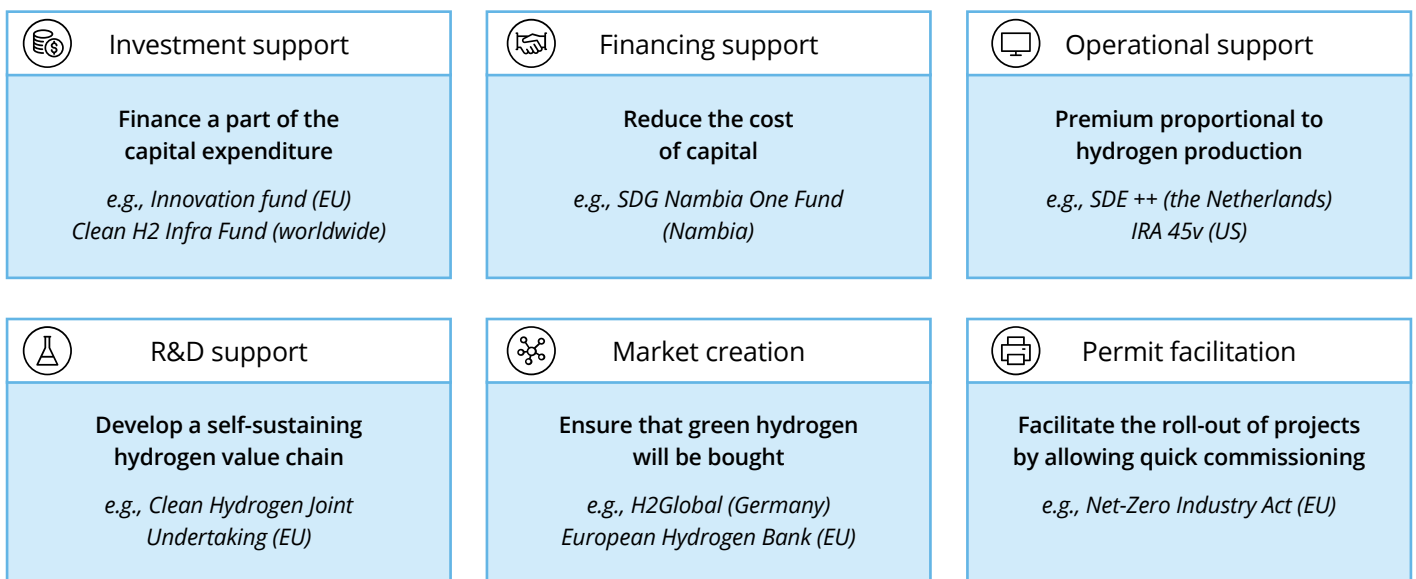 Investment support
Finance a part of the
capital expenditure
e.g., Innovation fund (EU)
Clean H2 Infra Fund (worldwide)
Financing support
Reduce the cost
of capital
e.g., SDG Nambia One Fund
(Nambia)
Operational support
Premium proportional to
hydrogen production
e.g., SDE ++ (the Netherlands)
IRA 45v (US)
R&D support
Develop a self-sustaining
hydrogen value chain
e.g., Clean Hydrogen Joint
Undertaking (EU)
Market creation
Ensure that green hydrogen
will be bought
e.g., H2Global (Germany)
European Hydrogen Bank (EU)
Permit facilitation
Facilitate the roll-out of projects
by allowing quick commissioning
e.g., Net-Zero Industry Act (EU)